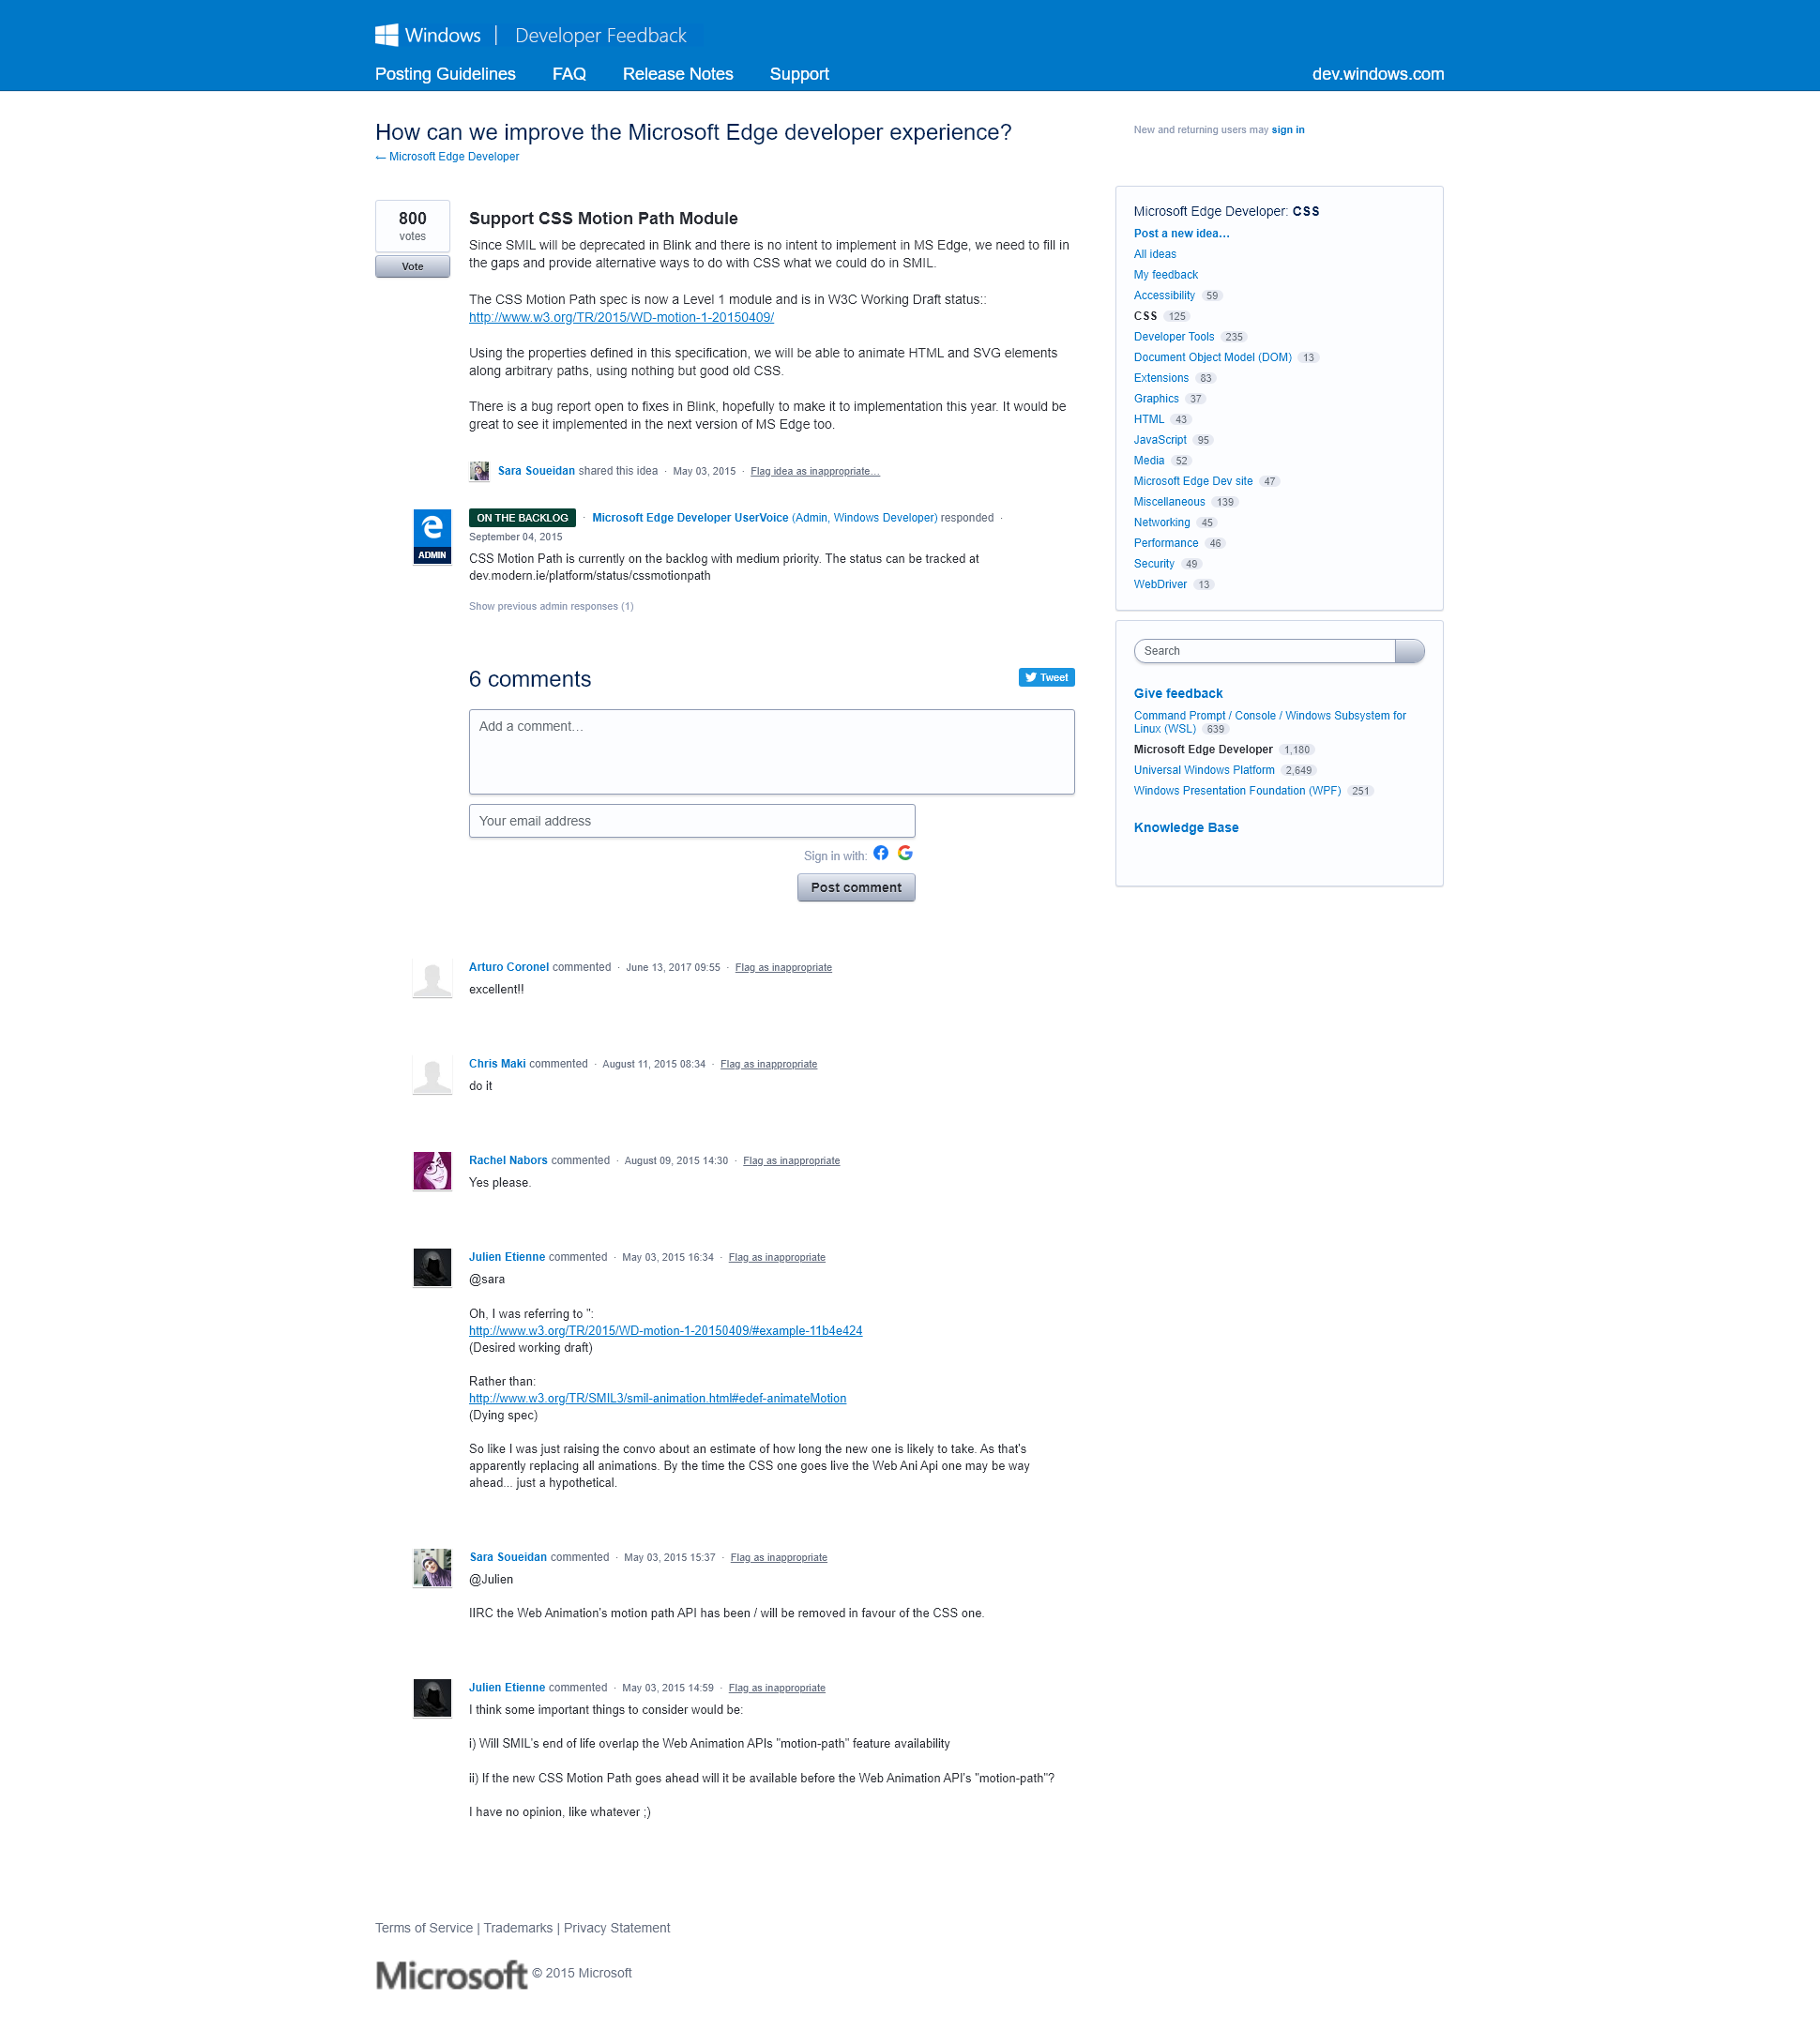 Windows | Developer Feedback
Posting Guidelines FAQ Release Notes Support dev.windows.com
How can we improve the Microsoft Edge developer experience?
← Microsoft Edge Developer
New and returning users may sign in
800
votes
Vote
Support CSS Motion Path Module
Since SMIL will be deprecated in Blink and there is no intent to implement in MS Edge, we need to fill in
the gaps and provide alternative ways to do with CSS what we could do in SMIL.
The CSS Motion Path spec is now a Level 1 module and is in W3C Working Draft status::
http://www.w3.org/TR/2015/WD-motion-1-20150409/
Using the properties defined in this specification, we will be able to animate HTML and SVG elements
along arbitrary paths, using nothing but good old CSS.
There is a bug report open to fixes in Blink, hopefully to make it to implementation this year. It would be
great to see it implemented in the next version of MS Edge too.
Sara Soueidan shared this idea · May 03, 2015 · Flag idea as inappropriate…
ADMIN
ON THE BACKLOG · Microsoft Edge Developer UserVoice (Admin, Windows Developer) responded ·
September 04, 2015
CSS Motion Path is currently on the backlog with medium priority. The status can be tracked at
dev.modern.ie/platform/status/cssmotionpath
Show previous admin responses (1)
6 comments
Tweet
Add a comment…
Your email address
Sign in with:
Post comment
Arturo Coronel commented · June 13, 2017 09:55 · Flag as inappropriate
excellent!!
Chris Maki commented · August 11, 2015 08:34 · Flag as inappropriate
do it
Rachel Nabors commented · August 09, 2015 14:30 · Flag as inappropriate
Yes please.
Julien Etienne commented · May 03, 2015 16:34 · Flag as inappropriate
@sara
Oh, I was referring to ":
http://www.w3.org/TR/2015/WD-motion-1-20150409/#example-11b4e424
(Desired working draft)
Rather than:
http://www.w3.org/TR/SMIL3/smil-animation.html#edef-animateMotion
(Dying spec)
So like I was just raising the convo about an estimate of how long the new one is likely to take. As that's
apparently replacing all animations. By the time the CSS one goes live the Web Ani Api one may be way
ahead... just a hypothetical.
Sara Soueidan commented · May 03, 2015 15:37 · Flag as inappropriate
@Julien
IIRC the Web Animation's motion path API has been / will be removed in favour of the CSS one.
Julien Etienne commented · May 03, 2015 14:59 · Flag as inappropriate
I think some important things to consider would be:
i) Will SMIL's end of life overlap the Web Animation APIs "motion-path" feature availability
ii) If the new CSS Motion Path goes ahead will it be available before the Web Animation API's "motion-path"?
I have no opinion, like whatever ;)
Microsoft Edge Developer: CSS
Post a new idea…
All ideas
My feedback
Accessibility 59
CSS 125
Developer Tools 235
Document Object Model (DOM) 13
Extensions 83
Graphics 37
HTML 43
JavaScript 95
Media 52
Microsoft Edge Dev site 47
Miscellaneous 139
Networking 45
Performance 46
Security 49
WebDriver 13
Search
Give feedback
Command Prompt / Console / Windows Subsystem for
Linux (WSL) 639
Microsoft Edge Developer 1,180
Universal Windows Platform 2,649
Windows Presentation Foundation (WPF) 251
Knowledge Base
Terms of Service | Trademarks | Privacy Statement
Microsoft © 2015 Microsoft